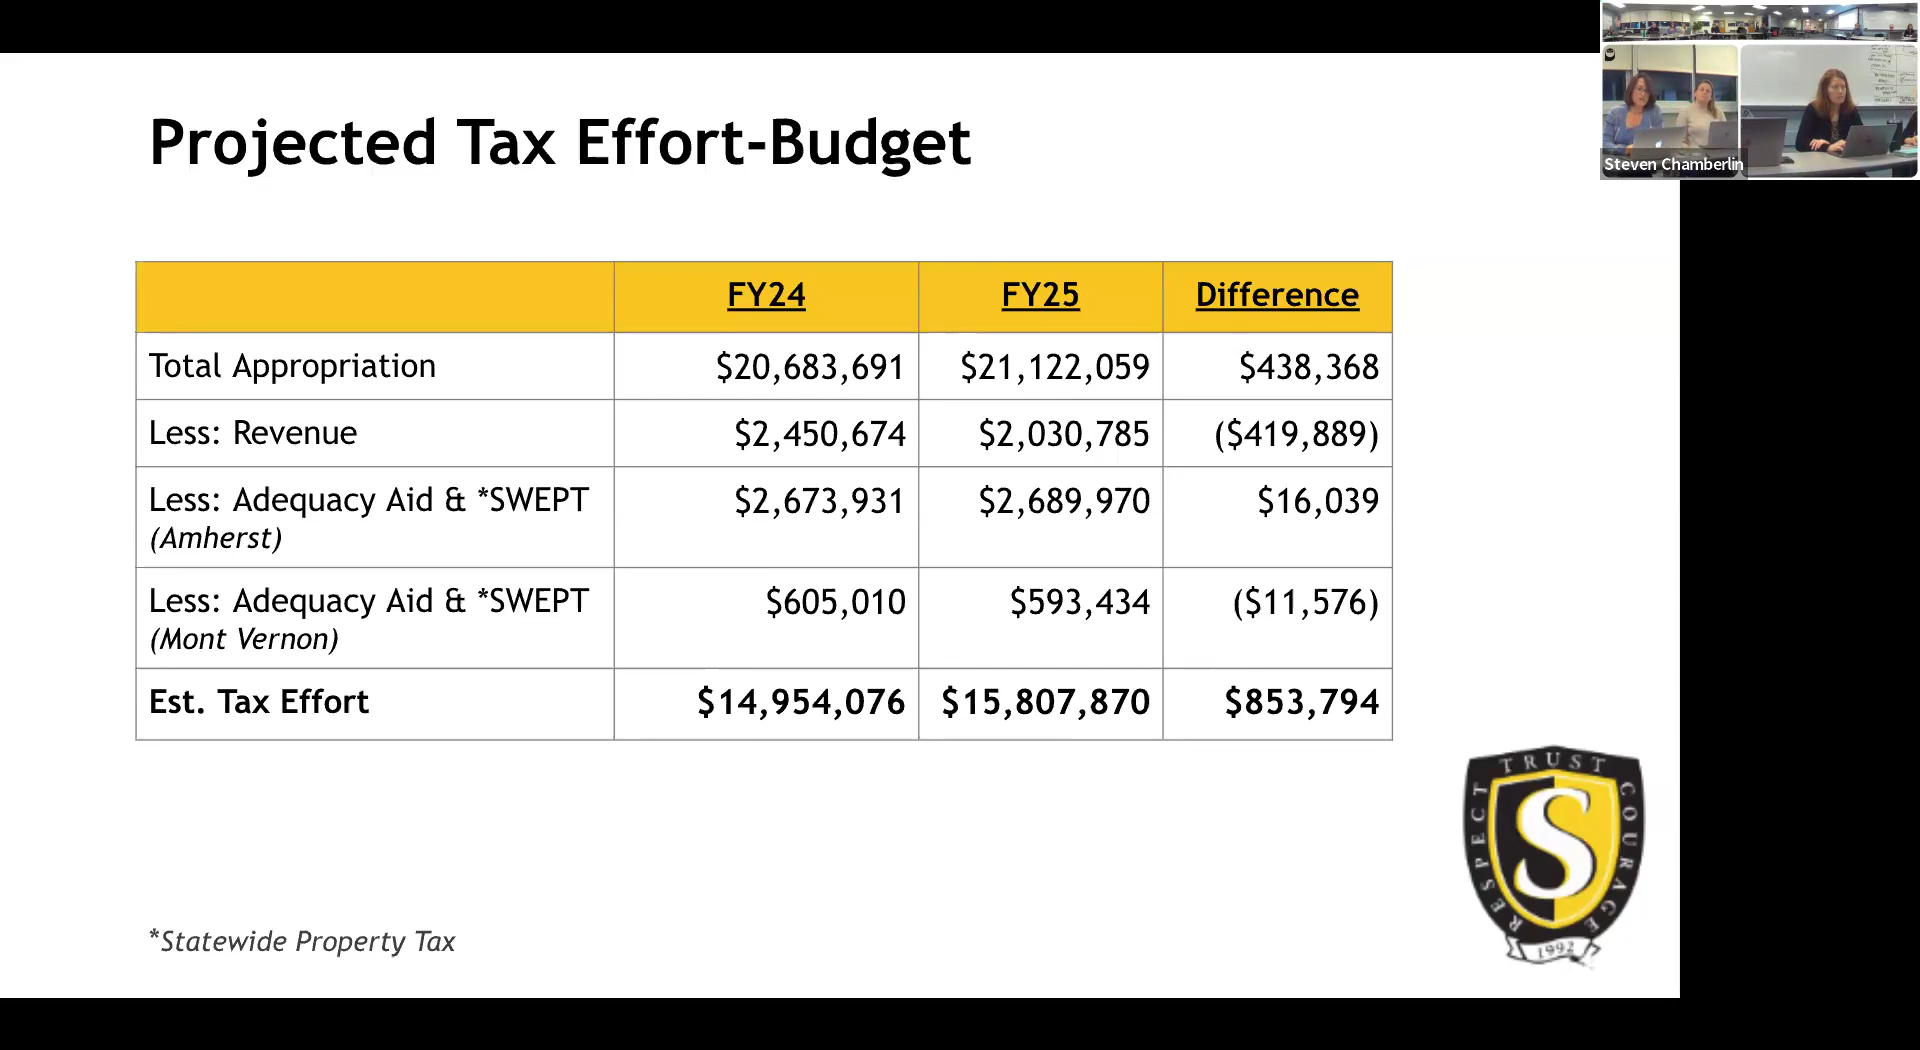 Steven Chamberlin
Projected Tax Effort-Budget
FY24 FY25 Difference
Total Appropriation $20,683,691 $21,122,059 $438,368
Less: Revenue $2,450,674 $2,030,785 ($419,889)
Less: Adequacy Aid & *SWEPT $2,673,931 $2,689,970 $16,039
(Amherst)
Less: Adequacy Aid & *SWEPT $605,010 $593,434 ($11,576)
(Mont Vernon)
Est. Tax Effort $14,954,076 $15,807,870 $853,794
RESPECT TRUST COURAGE
S
1992
*Statewide Property Tax